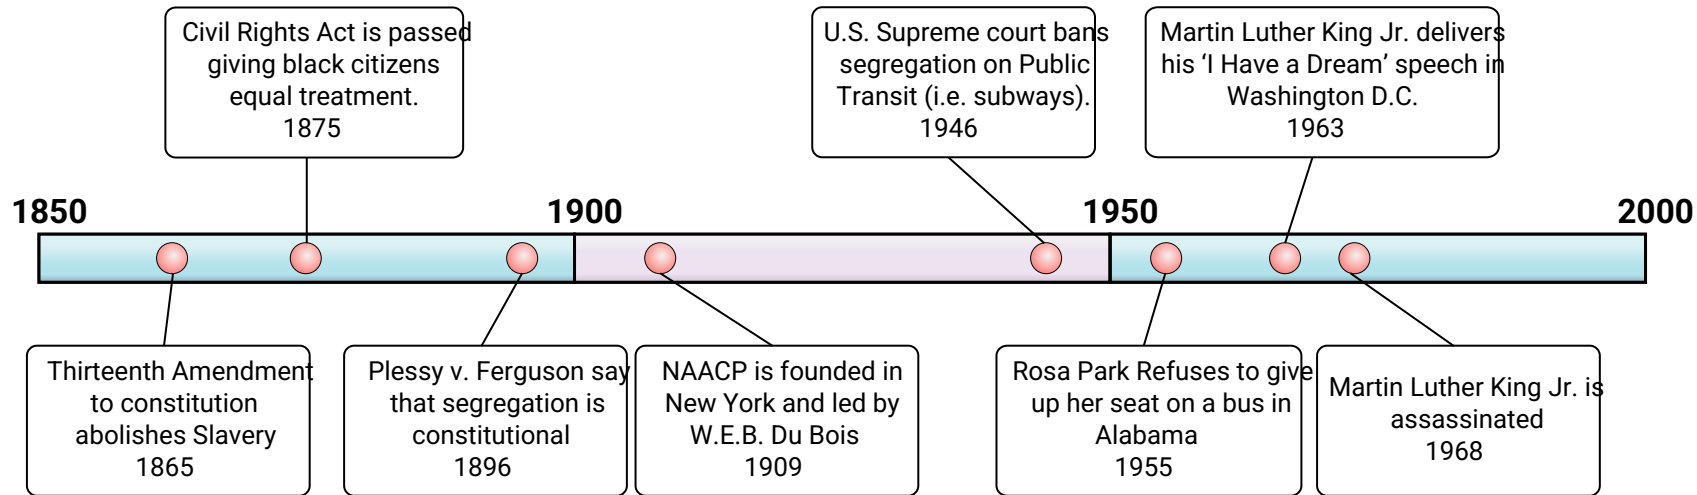 Civil Rights Act is passed
giving black citizens
equal treatment.
1875
U.S. Supreme court bans
segregation on Public
Transit (i.e. subways).
1946
Martin Luther King Jr. delivers
his ‘I Have a Dream’ speech in
Washington D.C.
1963
1850
1900
1950
2000
Thirteenth Amendment
to constitution
abolishes Slavery
1865
Plessy v. Ferguson say
that segregation is
constitutional
1896
NAACP is founded in
New York and led by
W.E.B. Du Bois
1909
Rosa Park Refuses to give
up her seat on a bus in
Alabama
1955
Martin Luther King Jr. is
assassinated
1968